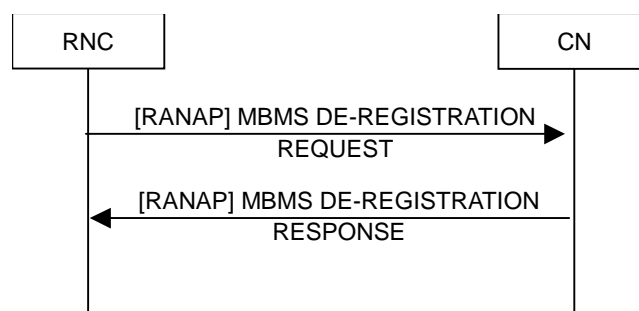 RNC
CN
[RANAP] MBMS DE-REGISTRATION
REQUEST
[RANAP] MBMS DE-REGISTRATION
RESPONSE